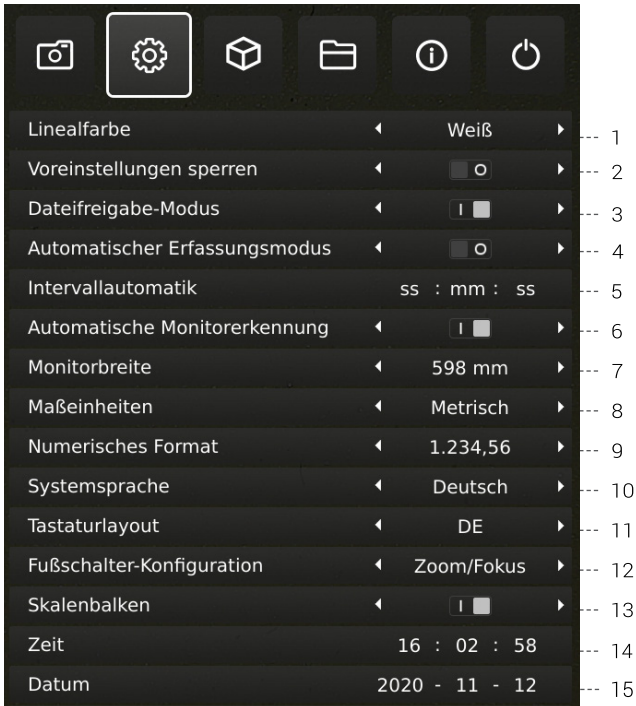 Linealfarbe Weiß --- 1
Voreinstellungen sperren O --- 2
Dateifreigabe-Modus I --- 3
Automatischer Erfassungsmodus O --- 4
Intervallautomatik ss : mm : ss --- 5
Automatische Monitorerkennung I --- 6
Monitorbreite 598 mm --- 7
Maßeinheiten Metrisch --- 8
Numerisches Format 1.234,56 --- 9
Systemsprache Deutsch --- 10
Tastaturlayout DE --- 11
Fußschalter-Konfiguration Zoom/Fokus --- 12
Skalenbalken I --- 13
Zeit 16 : 02 : 58 --- 14
Datum 2020 - 11 - 12 --- 15